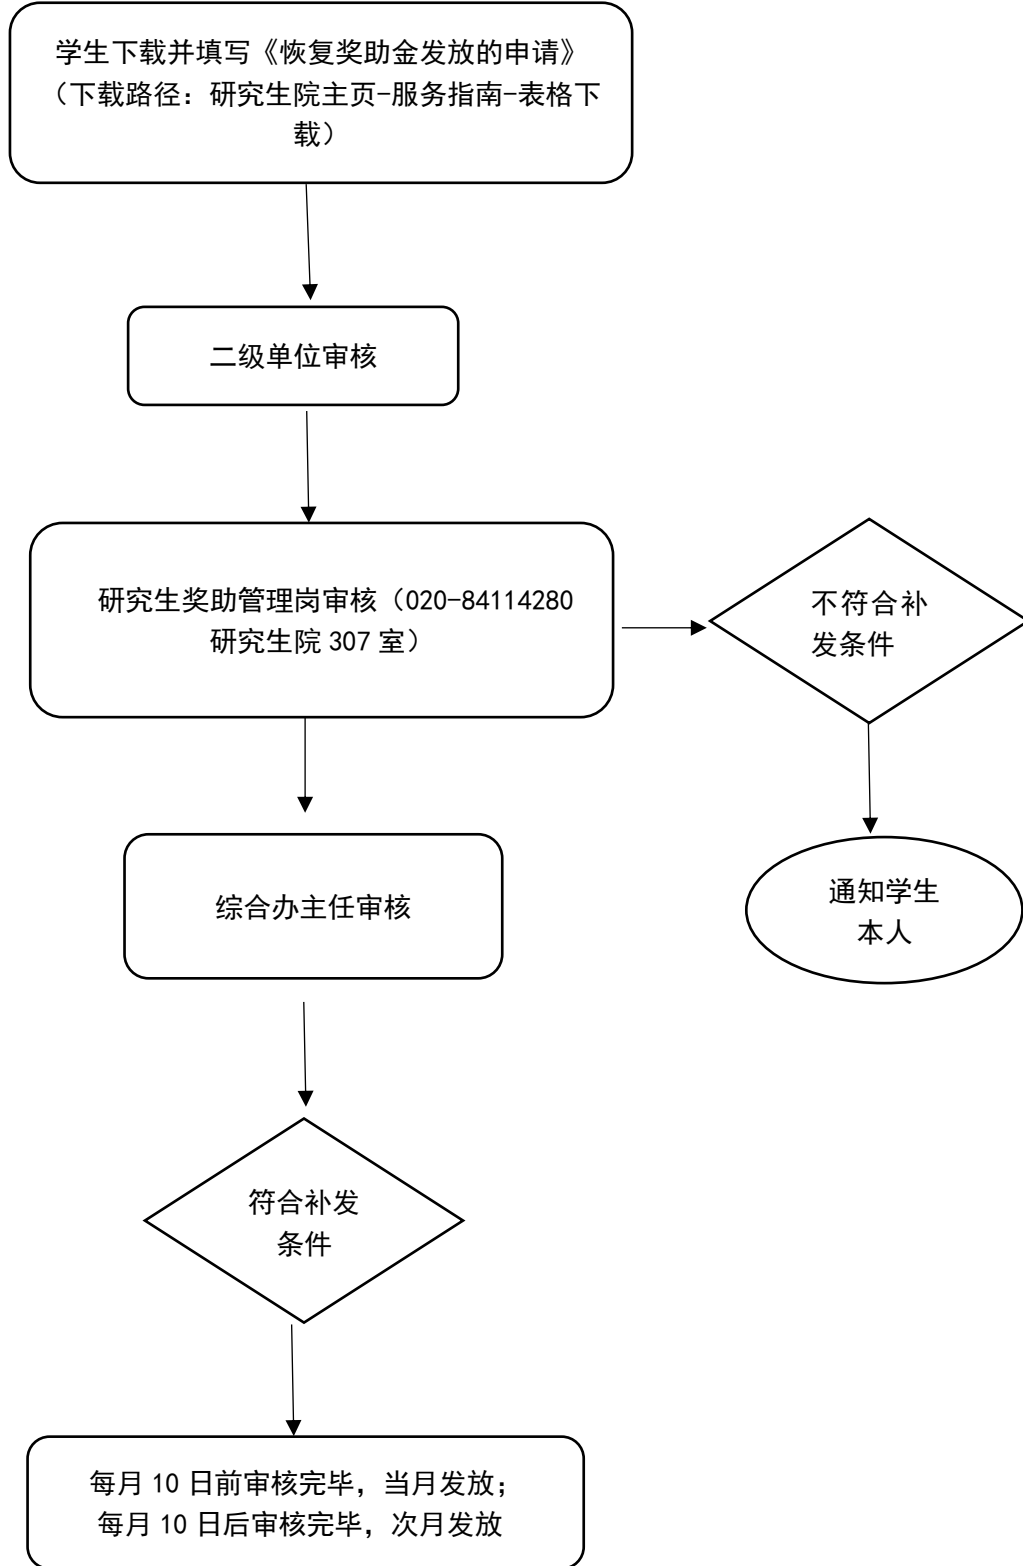 学生下载并填写《恢复奖助金发放的申请》
（下载路径：研究生院主页-服务指南-表格下
载）
二级单位审核
研究生奖助管理岗审核（020-84114280
研究生院 307 室）
不符合补
发条件
综合办主任审核
通知学生
本人
符合补发
条件
每月 10 日前审核完毕，当月发放；
每月 10 日后审核完毕，次月发放